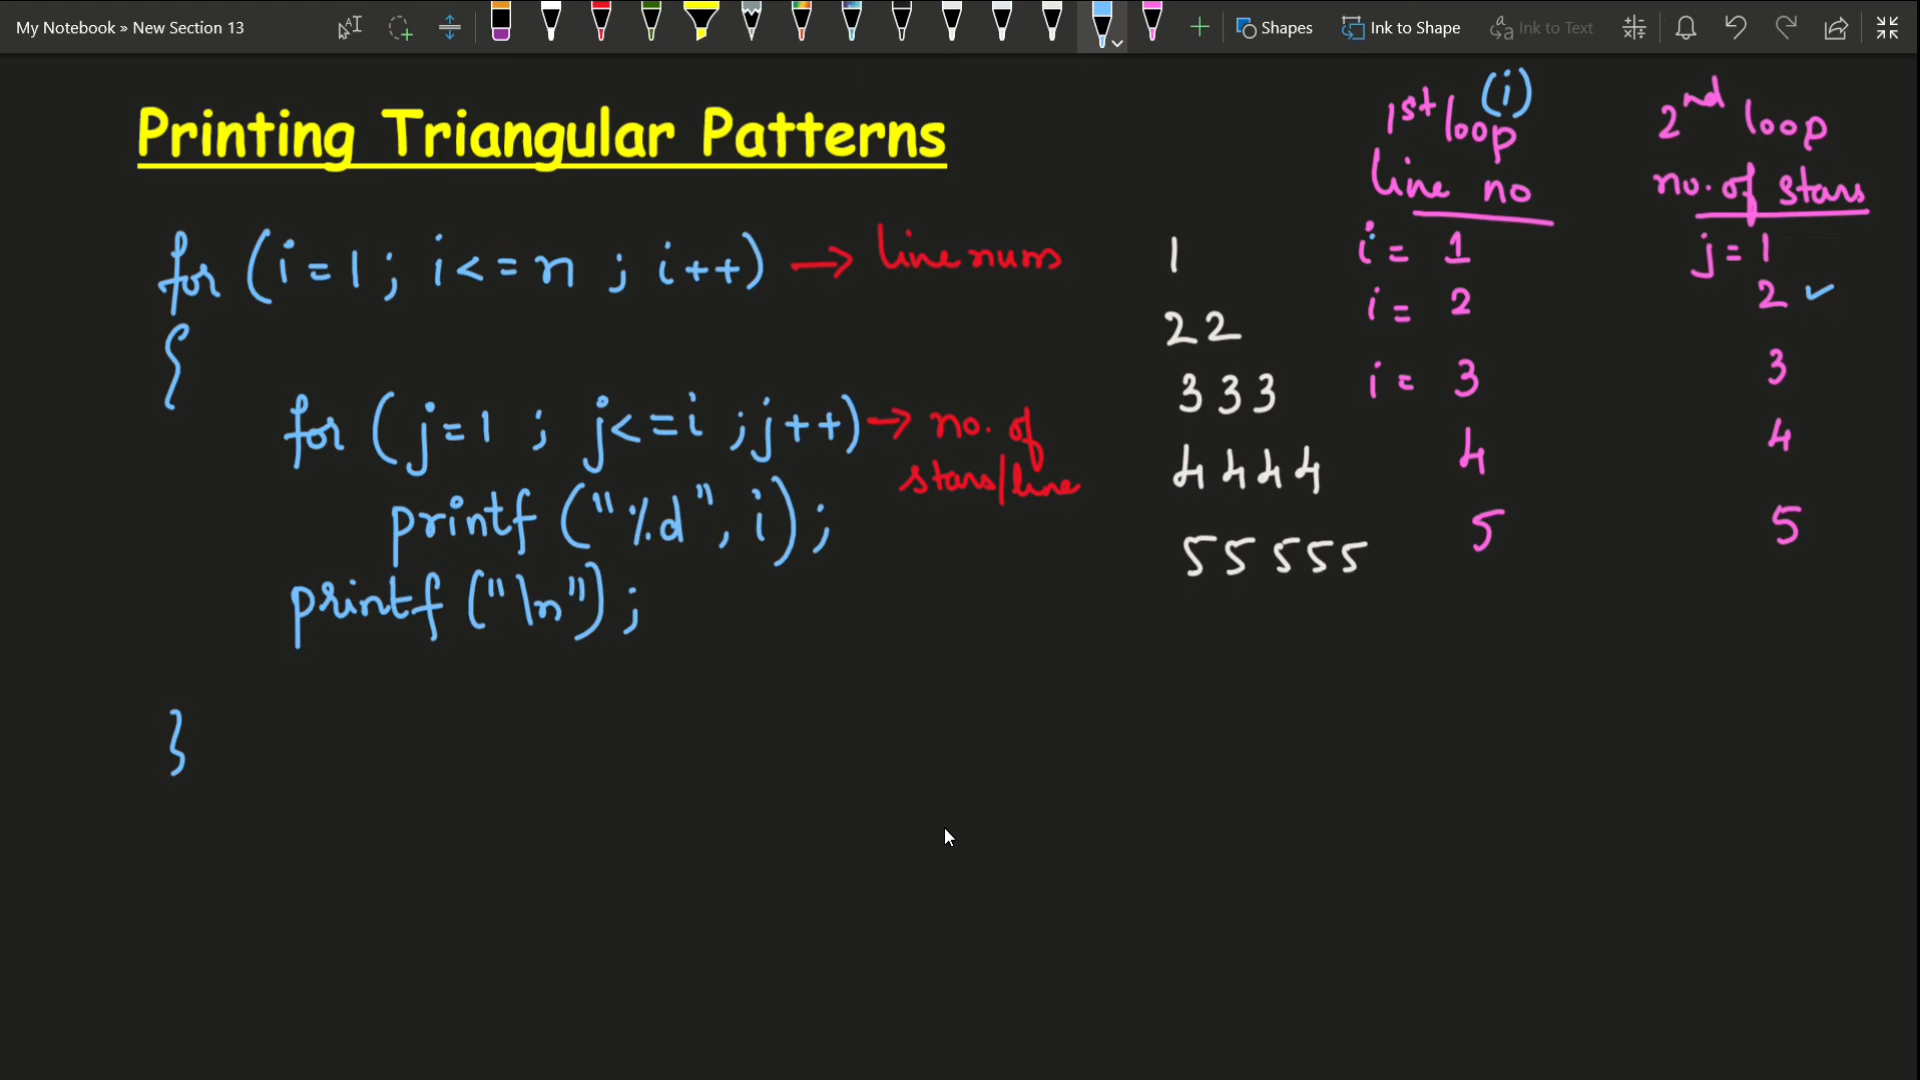 My Notebook » New Section 13
Shapes
Ink to Shape
Ink to Text
Printing Triangular Patterns
for (i=1 ; i<=n ; i++) → line nums
{
for (j=1 ; j<=i ; j++) → no. of
stars/line
printf ("%d", i);
printf ("\n");
}
1
22
333
4444
55555
1st loop (i)
line no
i = 1
i = 2
i = 3
4
5
2nd loop
no. of stars
j = 1
2 ✓
3
4
5